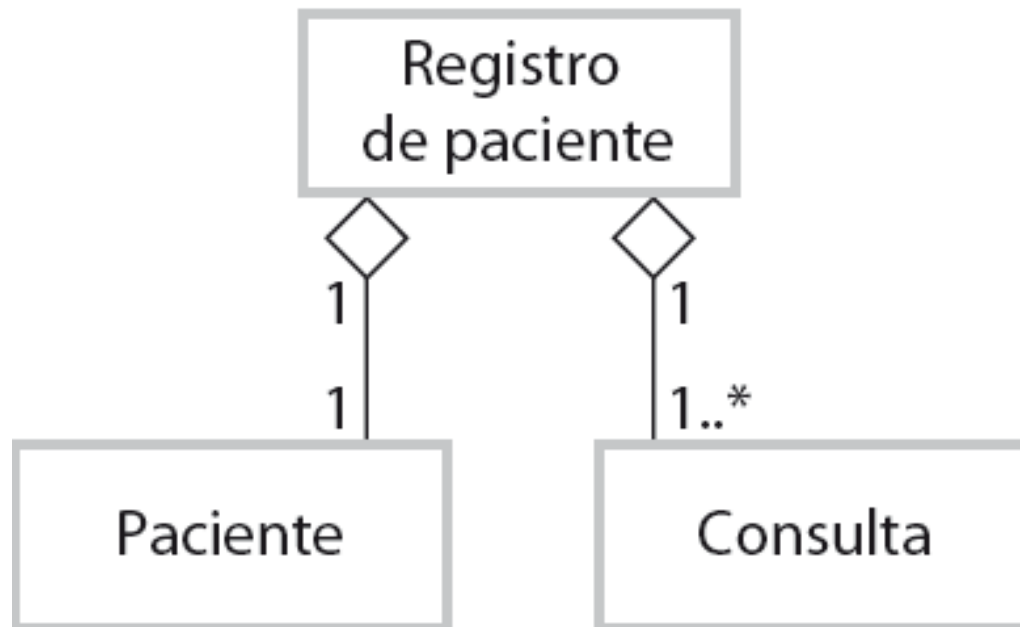 Registro
de paciente
1 1
1 1..*
Paciente Consulta